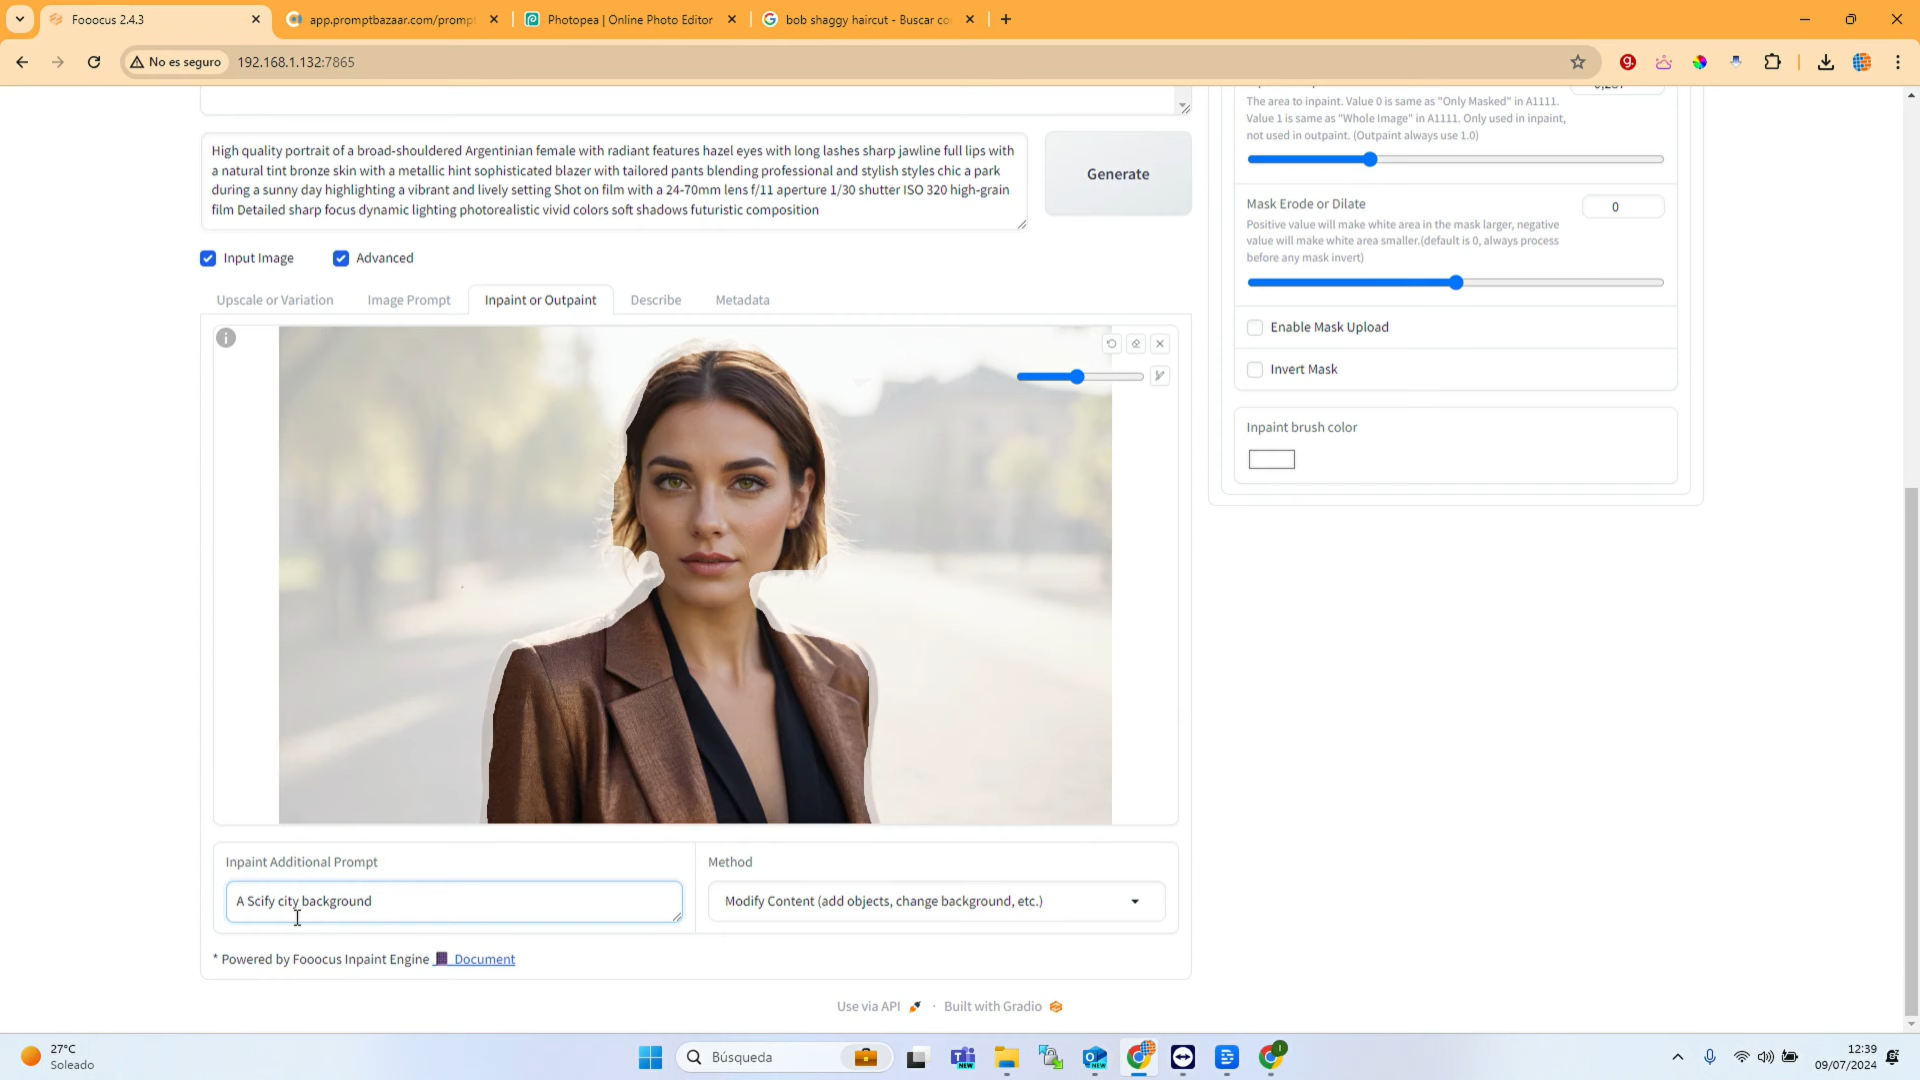 Fooocus 2.4.3
app.promptbazaar.com/promp
Photopea | Online Photo Editor
bob shaggy haircut - Buscar co
No es seguro
192.168.1.132:7865
High quality portrait of a broad-shouldered Argentinian female with radiant features hazel eyes with long lashes sharp jawline full lips with
a natural tint bronze skin with a metallic hint sophisticated blazer with tailored pants blending professional and stylish styles chic a park
during a sunny day highlighting a vibrant and lively setting Shot on film with a 24-70mm lens f/11 aperture 1/30 shutter ISO 320 high-grain
film Detailed sharp focus dynamic lighting photorealistic vivid colors soft shadows futuristic composition
Generate
Input Image
Advanced
Upscale or Variation
Image Prompt
Inpaint or Outpaint
Describe
Metadata
Inpaint Additional Prompt
A Scify city background
Method
Modify Content (add objects, change background, etc.)
* Powered by Fooocus Inpaint Engine
Document
Use via API
·
Built with Gradio
The area to inpaint. Value 0 is same as "Only Masked" in A1111.
Value 1 is same as "Whole Image" in A1111. Only used in inpaint,
not used in outpaint. (Outpaint always use 1.0)
Mask Erode or Dilate
0
Positive value will make white area in the mask larger, negative
value will make white area smaller.(default is 0, always process
before any mask invert)
Enable Mask Upload
Invert Mask
Inpaint brush color
27°C
Soleado
Búsqueda
12:39
09/07/2024